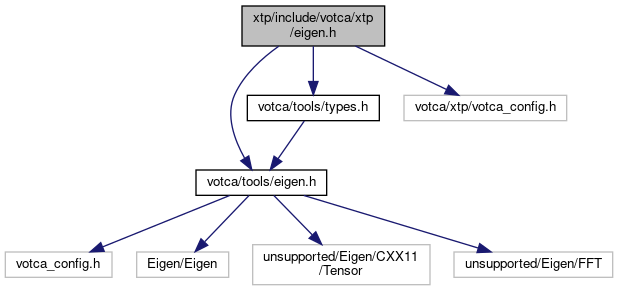 xtp/include/votca/xtp
/eigen.h
votca/tools/types.h
votca/xtp/votca_config.h
votca/tools/eigen.h
votca_config.h
Eigen/Eigen
unsupported/Eigen/CXX11
/Tensor
unsupported/Eigen/FFT